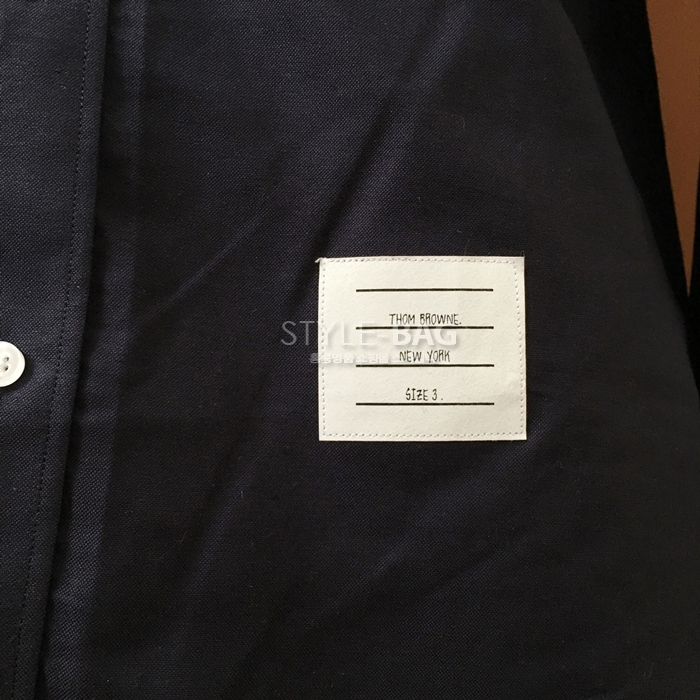 THOM BROWNE.
STYLE-BAG
NEW YORK
SIZE 3.